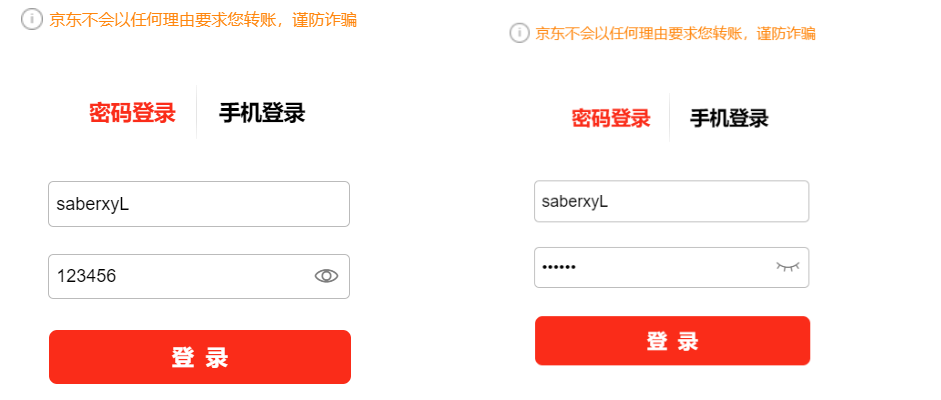 京东不会以任何理由要求您转账，谨防诈骗
密码登录
手机登录
saberxyL
123456
登 录
京东不会以任何理由要求您转账，谨防诈骗
密码登录
手机登录
saberxyL
••••••
登 录